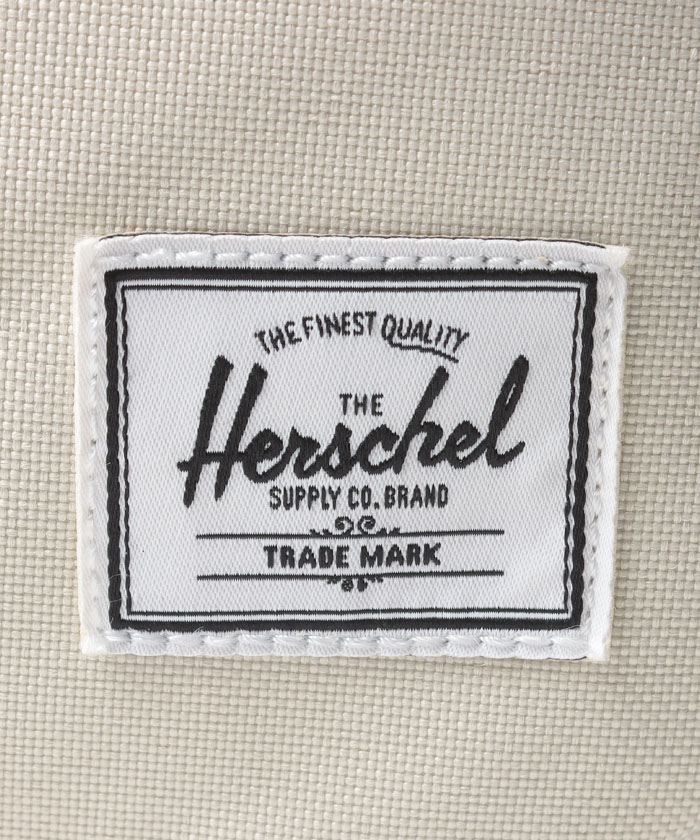 THE FINEST QUALITY
THE
Herschel
SUPPLY CO. BRAND
TRADE MARK